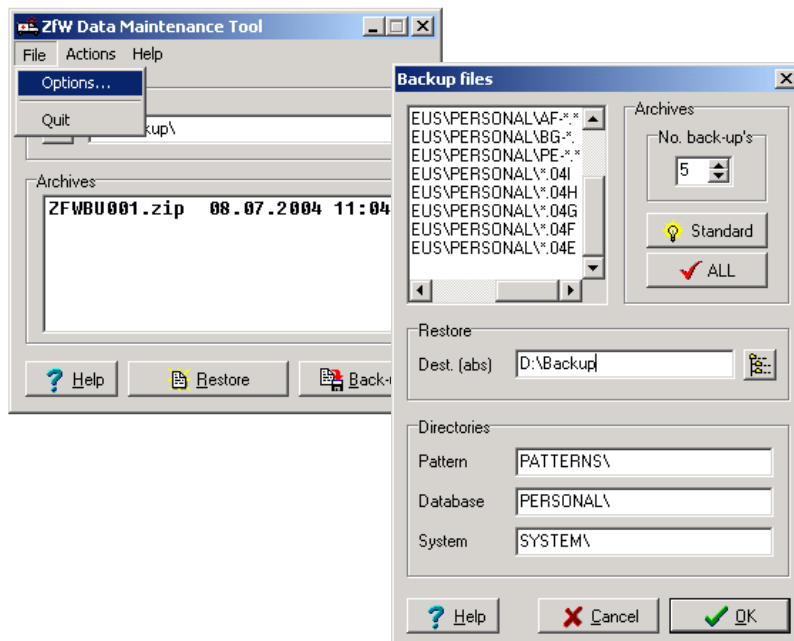 ZfW Data Maintenance Tool
File Actions Help
Options...
Quit
kup\
Archives
ZFWBU001.zip 08.07.2004 11:04
Help
Restore
Back-
Backup files
EUS\PERSONAL\AF-*.*
EUS\PERSONAL\BG-*.
EUS\PERSONAL\PE-*.*
EUS\PERSONAL\*.04I
EUS\PERSONAL\*.04H
EUS\PERSONAL\*.04G
EUS\PERSONAL\*.04F
EUS\PERSONAL\*.04E
Archives
No. back-up's
5
Standard
ALL
Restore
Dest. (abs) D:\Backup
Directories
Pattern PATTERNS\
Database PERSONAL\
System SYSTEM\
Help
Cancel
OK